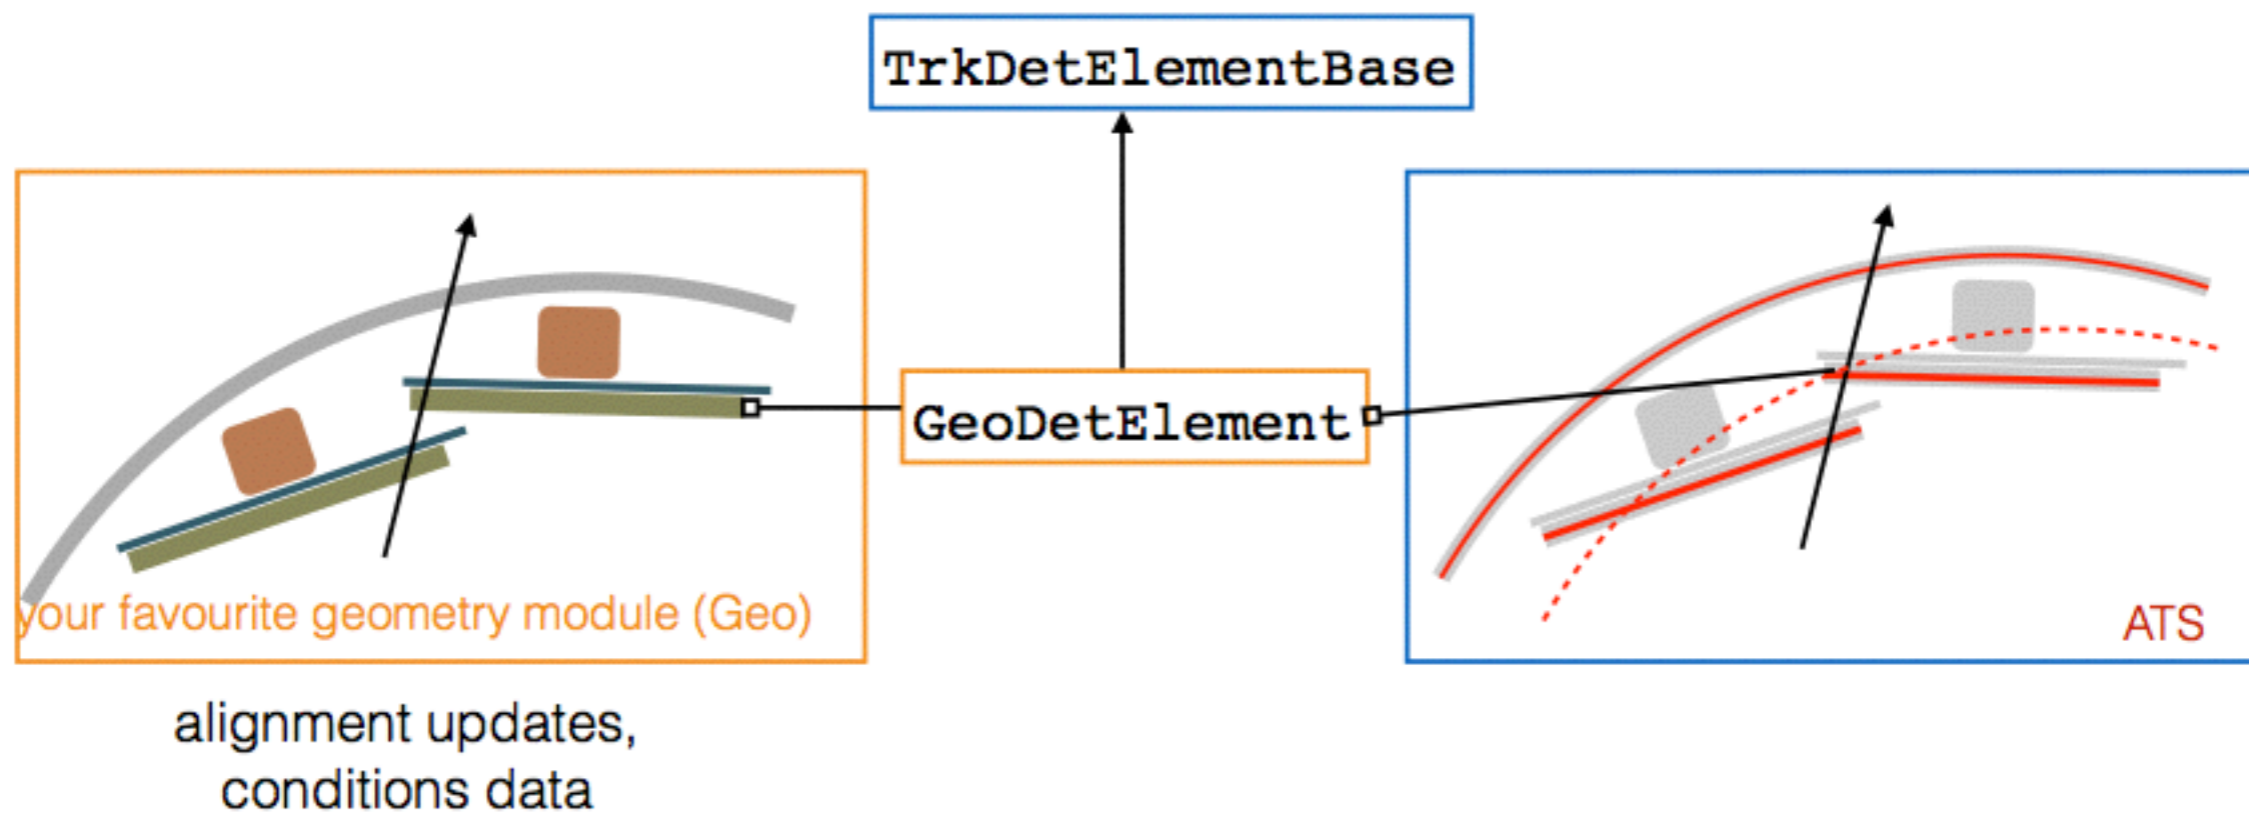 TrkDetElementBase
GeoDetElement
your favourite geometry module (Geo)
ATS
alignment updates,
conditions data